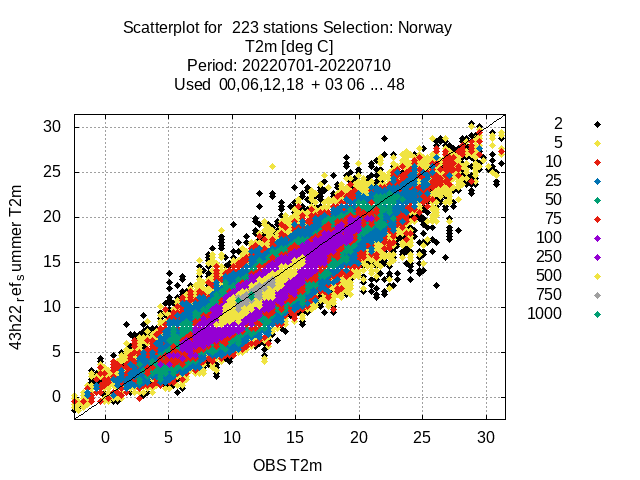 Scatterplot for  223 stations Selection: Norway
T2m [deg C]
Period: 20220701-20220710
Used  00,06,12,18  + 03 06 ... 48
30
25
20
15
10
5
0
43h22ref summer T2m
0 5 10 15 20 25 30
OBS T2m
2
5
10
25
50
75
100
250
500
750
1000